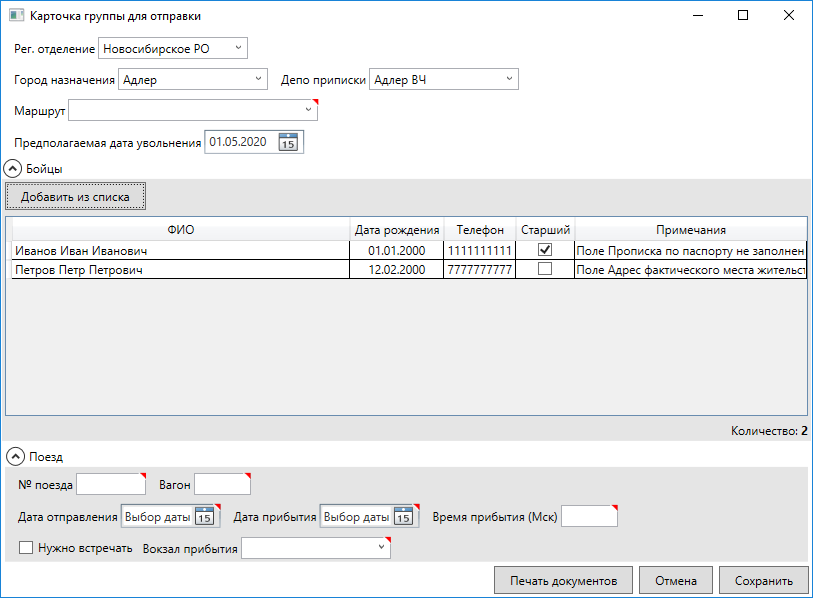 Карточка группы для отправки
Рег. отделение Новосибирское РО
Город назначения Адлер Депо приписки Адлер ВЧ
Маршрут
Предполагаемая дата увольнения 01.05.2020 15
Бойцы
Добавить из списка
ФИО Дата рождения Телефон Старший Примечания
Иванов Иван Иванович 01.01.2000 1111111111 Поле Прописка по паспорту не заполнен
Петров Петр Петрович 12.02.2000 7777777777 Поле Адрес фактического места жительст
Количество: 2
Поезд
№ поезда Вагон
Дата отправления Выбор даты 15 Дата прибытия Выбор даты 15 Время прибытия (Мск)
Нужно встречать Вокзал прибытия
Печать документов Отмена Сохранить